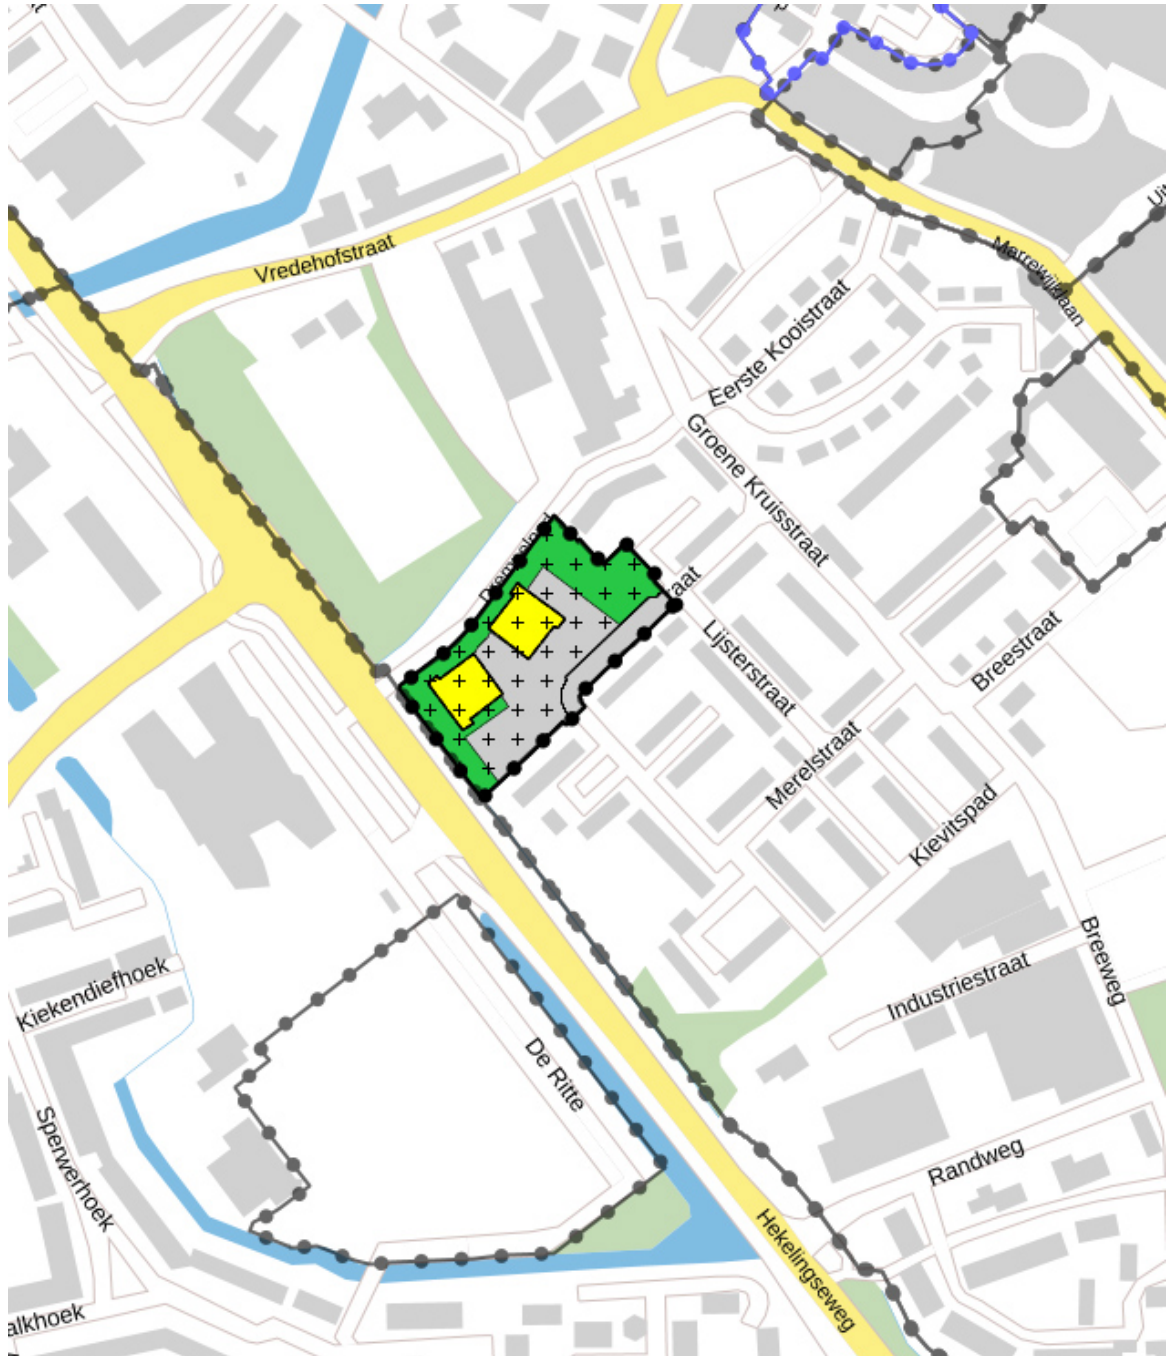 Vredehofstraat
Marrewijklaan
Eerste Kooistraat
Groene Kruisstraat
Lijsterstraat
Breestraat
Merelstraat
Kievitspad
Breeweg
Industriestraat
Kiekendiefhoek
De Ritte
Sperwerhoek
Randweg
Hekelingseweg
alkhoek